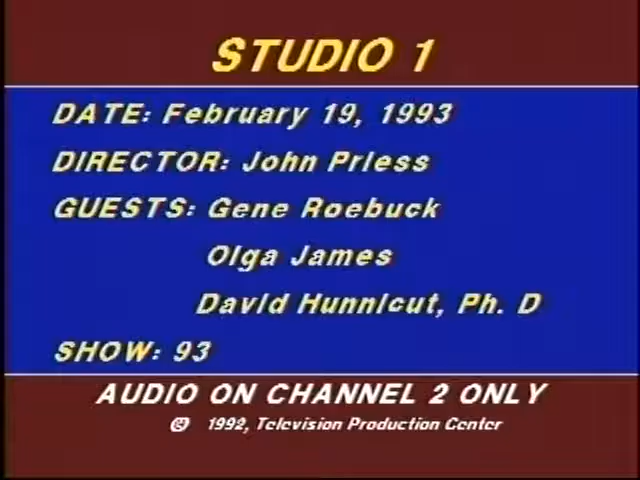 STUDIO 1
DATE: February 19, 1993
DIRECTOR: John Priess
GUESTS: Gene Roebuck
Olga James
David Hunnicut, Ph. D
SHOW: 93
AUDIO ON CHANNEL 2 ONLY
© 1992, Television Production Center